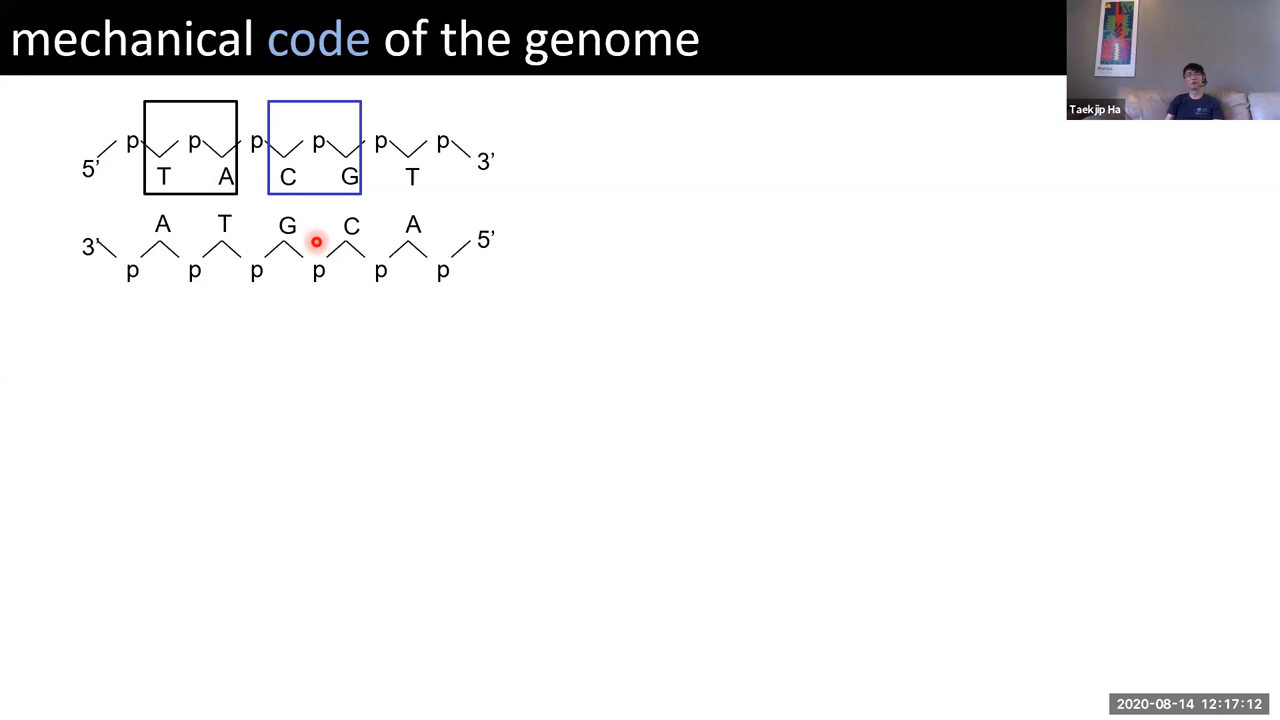 mechanical code of the genome
Taekjip Ha
p p p p p p
5' T A C G T 3'
3' A T G C A 5'
p p p p p p
2020-08-14 12:17:12